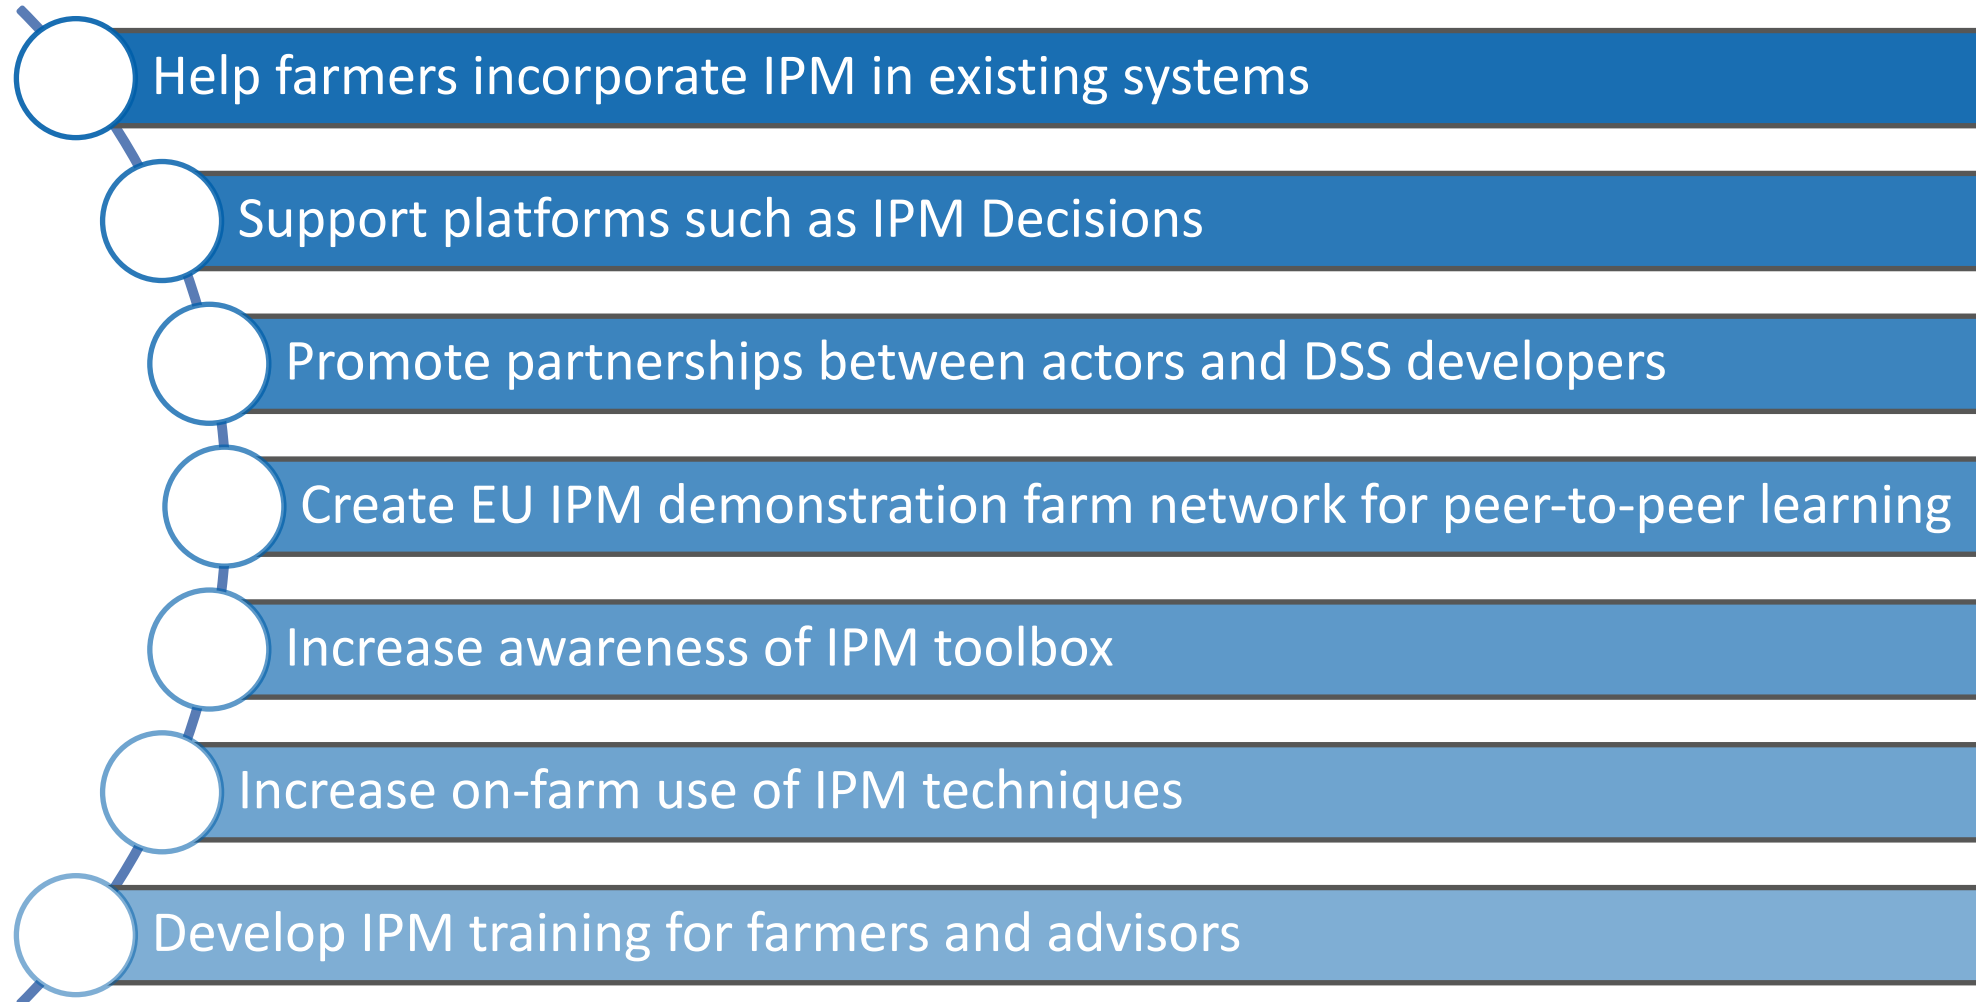 Help farmers incorporate IPM in existing systems
Support platforms such as IPM Decisions
Promote partnerships between actors and DSS developers
Create EU IPM demonstration farm network for peer-to-peer learning
Increase awareness of IPM toolbox
Increase on-farm use of IPM techniques
Develop IPM training for farmers and advisors